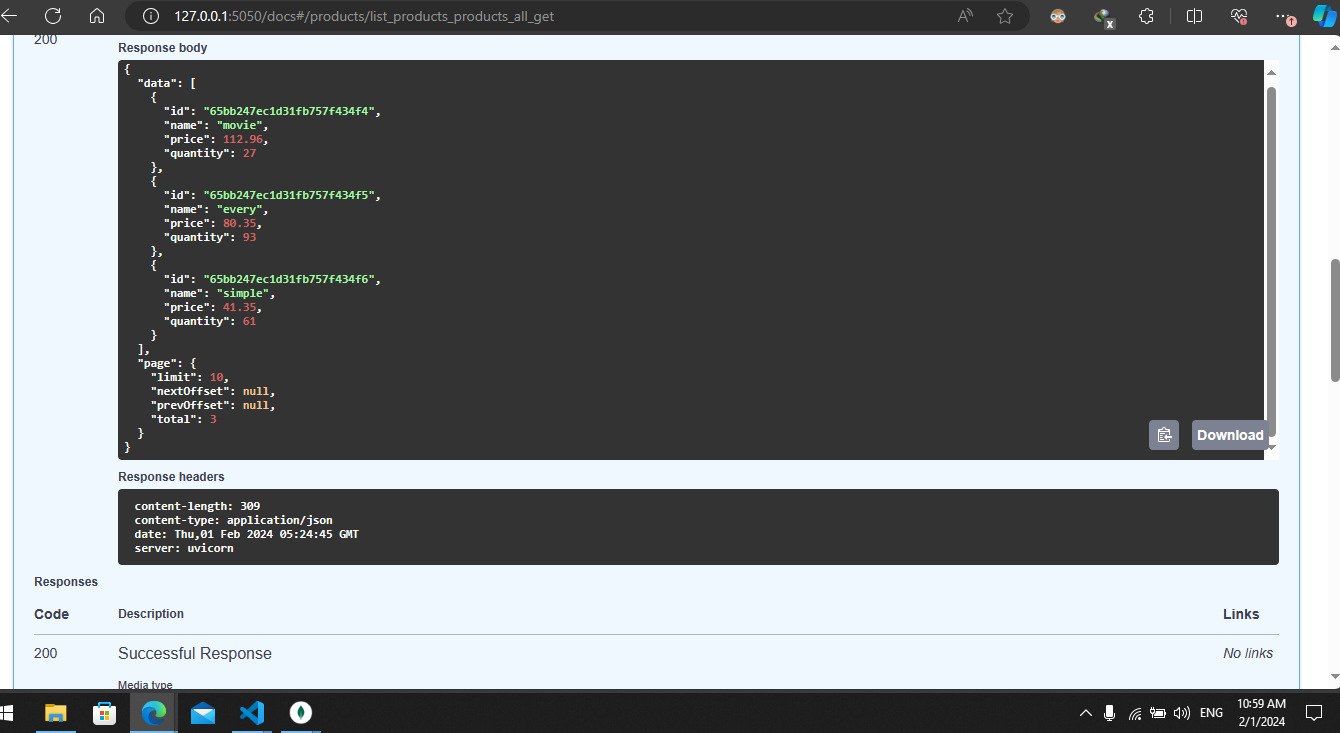 127.0.0.1:5050/docs#/products/list_products_products_all_get
200
Response body
{
  "data": [
    {
      "id": "65bb247ec1d31fb757f434f4",
      "name": "movie",
      "price": 112.96,
      "quantity": 27
    },
    {
      "id": "65bb247ec1d31fb757f434f5",
      "name": "every",
      "price": 80.35,
      "quantity": 93
    },
    {
      "id": "65bb247ec1d31fb757f434f6",
      "name": "simple",
      "price": 41.35,
      "quantity": 61
    }
  ],
  "page": {
    "limit": 10,
    "nextOffset": null,
    "prevOffset": null,
    "total": 3
  }
}
Download
Response headers
content-length: 309
content-type: application/json
date: Thu,01 Feb 2024 05:24:45 GMT
server: uvicorn
Responses
Code Description Links
200 Successful Response No links
Media type
ENG
10:59 AM
2/1/2024